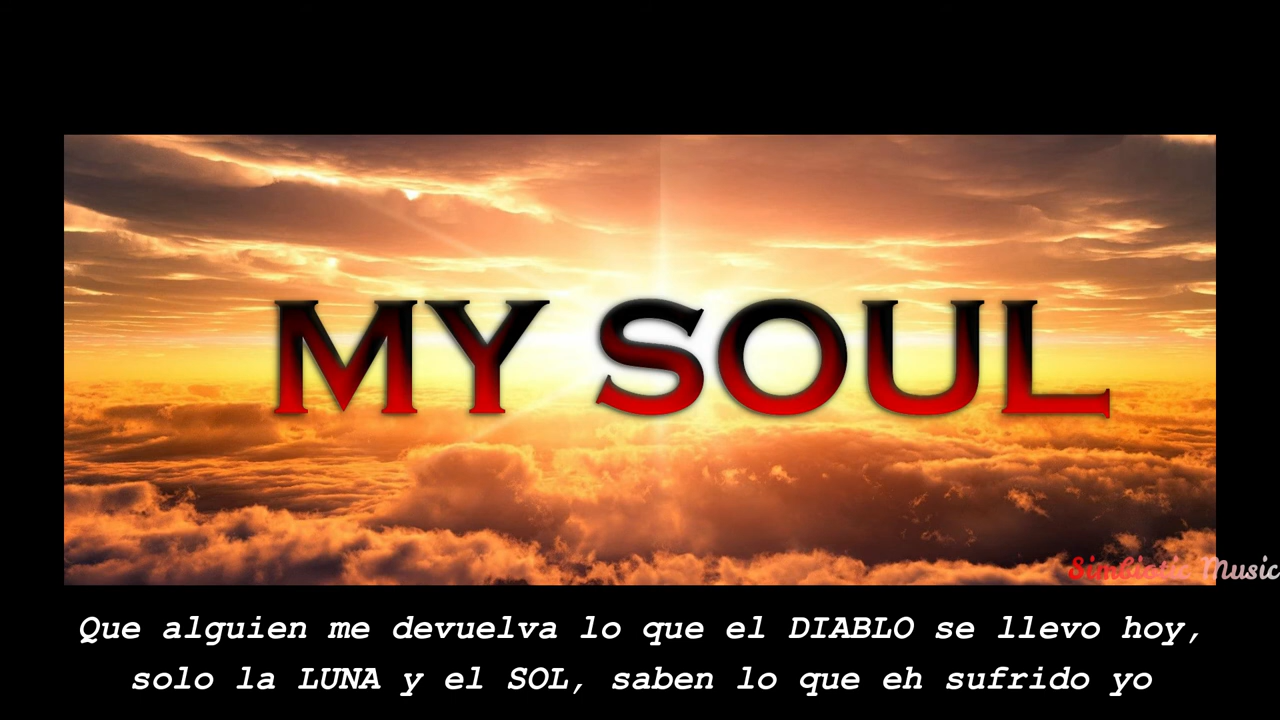 MY SOUL
Simbiotic Music
Que alguien me devuelva lo que el DIABLO se llevo hoy,
solo la LUNA y el SOL, saben lo que eh sufrido yo